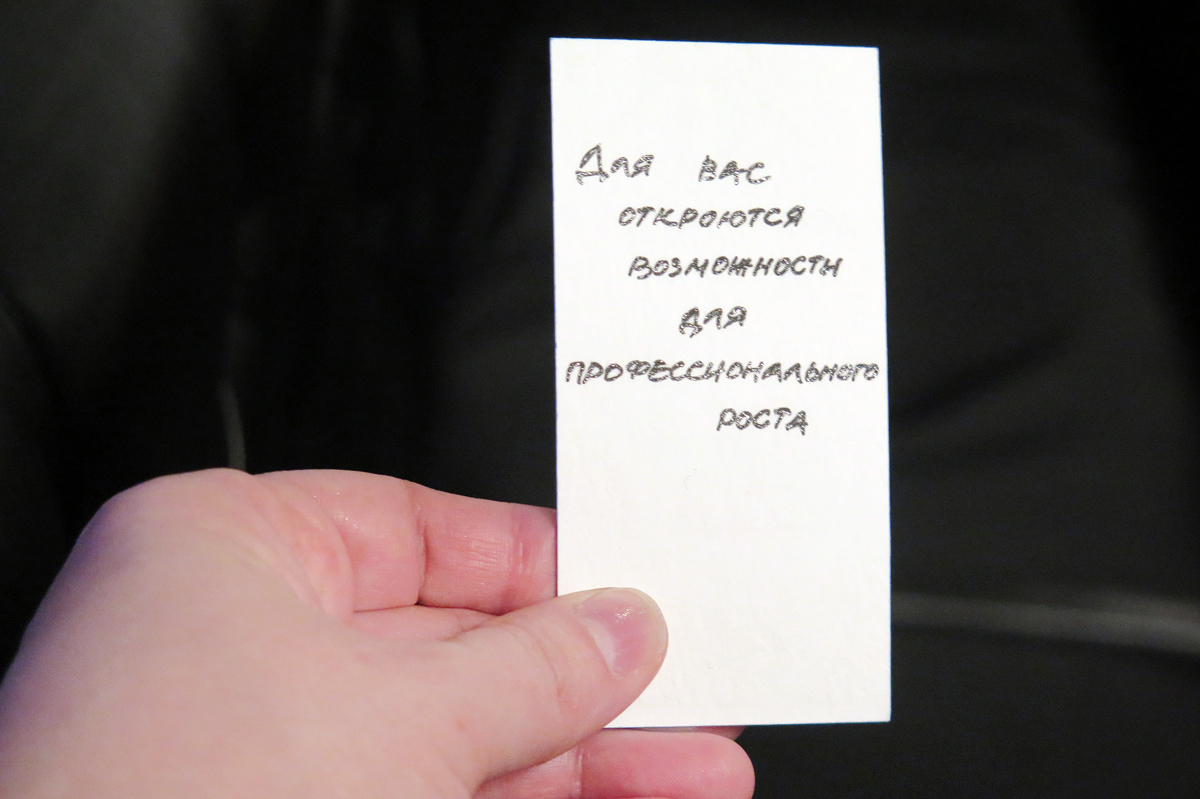 Для вас
откроются
возможности
для
профессионального
роста